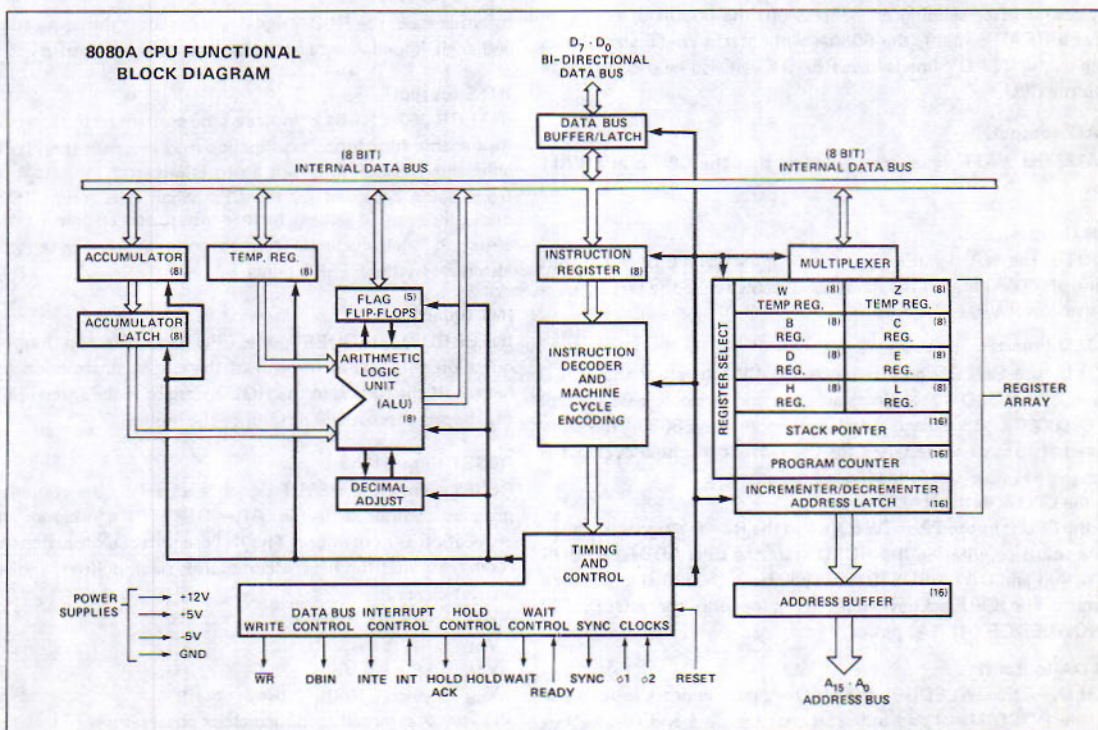 8080A CPU FUNCTIONAL
BLOCK DIAGRAM
D7 - D0
BI-DIRECTIONAL
DATA BUS
DATA BUS
BUFFER/LATCH
(8 BIT)
INTERNAL DATA BUS
(8 BIT)
INTERNAL DATA BUS
ACCUMULATOR
(8)
TEMP. REG.
(8)
INSTRUCTION
REGISTER (8)
MULTIPLEXER
ACCUMULATOR
LATCH (8)
FLAG (5)
FLIP-FLOPS
ARITHMETIC
LOGIC
UNIT
(ALU)
(8)
DECIMAL
ADJUST
INSTRUCTION
DECODER
AND
MACHINE
CYCLE
ENCODING
REGISTER SELECT
W (8)
TEMP REG.
Z (8)
TEMP REG.
B (8)
REG.
C (8)
REG.
D (8)
REG.
E (8)
REG.
H (8)
REG.
L (8)
REG.
STACK POINTER (16)
PROGRAM COUNTER (16)
INCREMENTER/DECREMENTER
ADDRESS LATCH (16)
REGISTER
ARRAY
TIMING
AND
CONTROL
ADDRESS BUFFER (16)
A15 - A0
ADDRESS BUS
POWER
SUPPLIES
+12V
+5V
-5V
GND
WRITE
DATA BUS
CONTROL
INTERRUPT
CONTROL
HOLD
CONTROL
WAIT
CONTROL
SYNC
CLOCKS
WR
DBIN
INTE
INT
HOLD
ACK
HOLD
WAIT
READY
SYNC
ø1
ø2
RESET